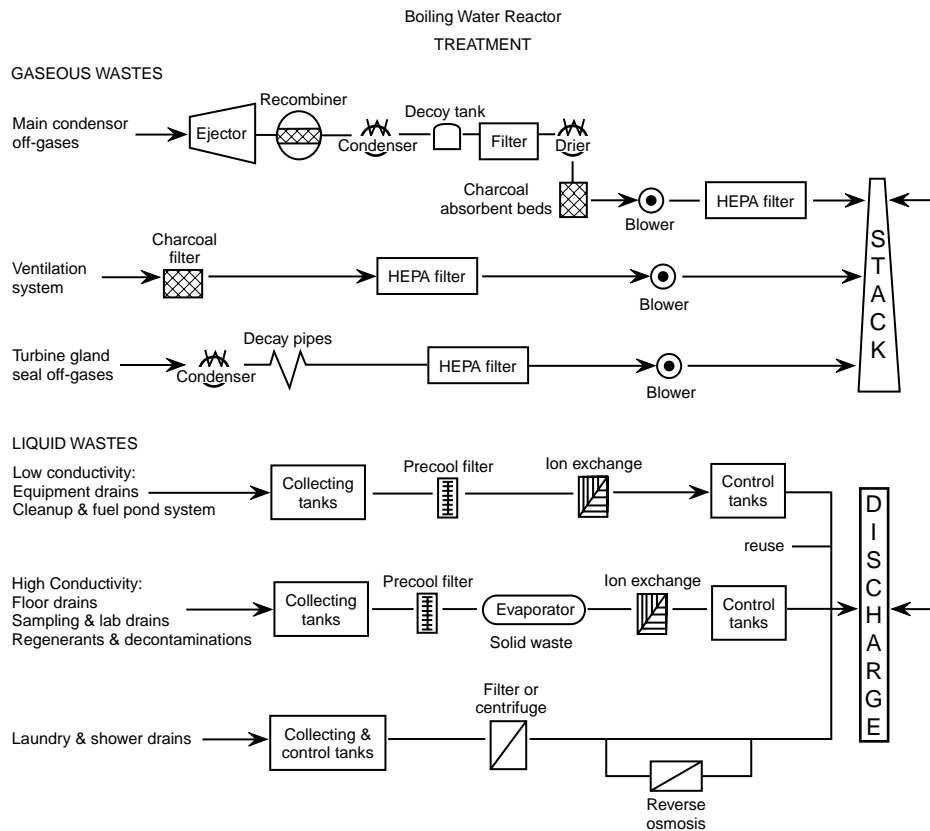 Boiling Water Reactor
TREATMENT
GASEOUS WASTES
Main condensor
off-gases
Ejector
Recombiner
Condenser
Decoy tank
Filter
Drier
Charcoal
absorbent beds
Blower
HEPA filter
STACK
Ventilation
system
Charcoal
filter
HEPA filter
Blower
Turbine gland
seal off-gases
Condenser
Decay pipes
HEPA filter
Blower
LIQUID WASTES
Low conductivity:
Equipment drains
Cleanup & fuel pond system
Collecting
tanks
Precool filter
Ion exchange
Control
tanks
reuse
DISCHARGE
High Conductivity:
Floor drains
Sampling & lab drains
Regenerants & decontaminations
Collecting
tanks
Precool filter
Evaporator
Solid waste
Ion exchange
Control
tanks
Laundry & shower drains
Collecting &
control tanks
Filter or
centrifuge
Reverse
osmosis